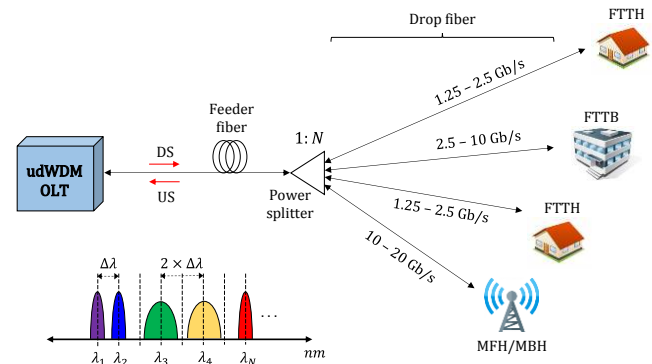 Drop fiber
FTTH
1.25 – 2.5 Gb/s
Feeder
fiber
1: N
FTTB
2.5 – 10 Gb/s
udWDM
OLT
DS
US
Power
splitter
1.25 – 2.5 Gb/s
FTTH
10 – 20 Gb/s
MFH/MBH
Δλ
2 × Δλ
...
λ1 λ2 λ3 λ4 λN nm